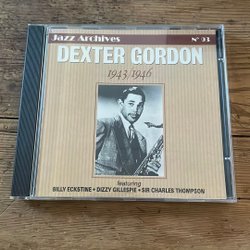 Jazz Archives N° 93
DEXTER GORDON
1943/1946
featuring
BILLY ECKSTINE • DIZZY GILLESPIE • SIR CHARLES THOMPSON